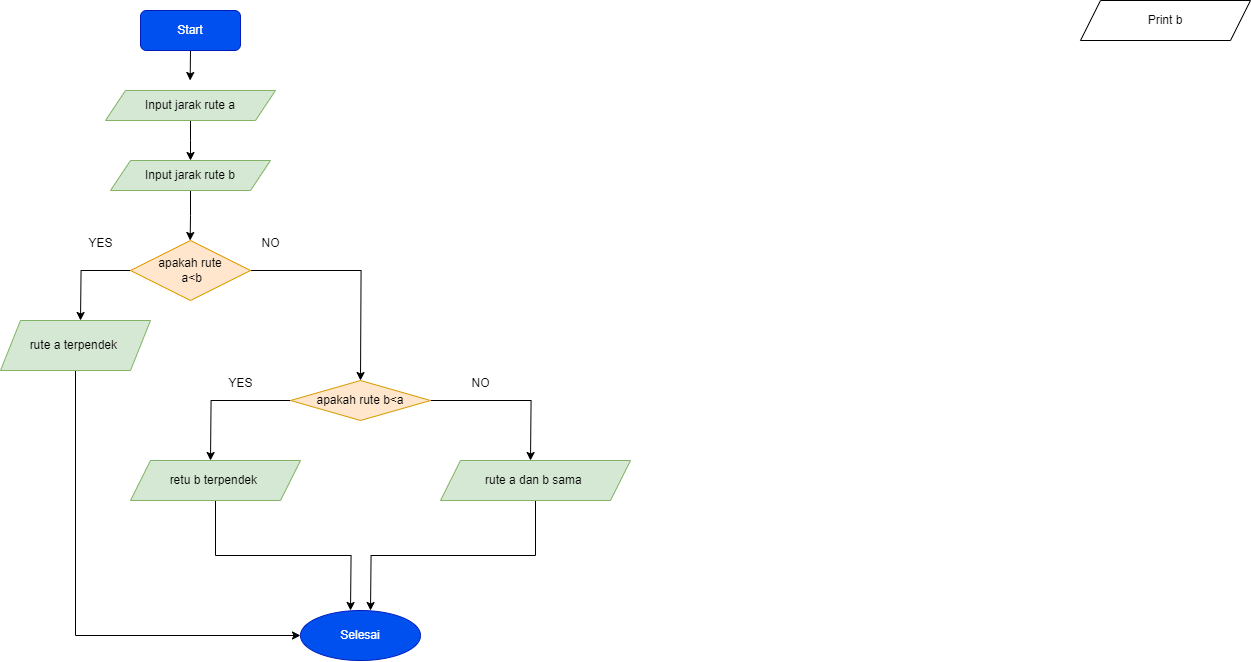 Start
Print b
Input jarak rute a
Input jarak rute b
YES
NO
apakah rute
a<b
rute a terpendek
YES
NO
apakah rute b<a
retu b terpendek
rute a dan b sama
Selesai